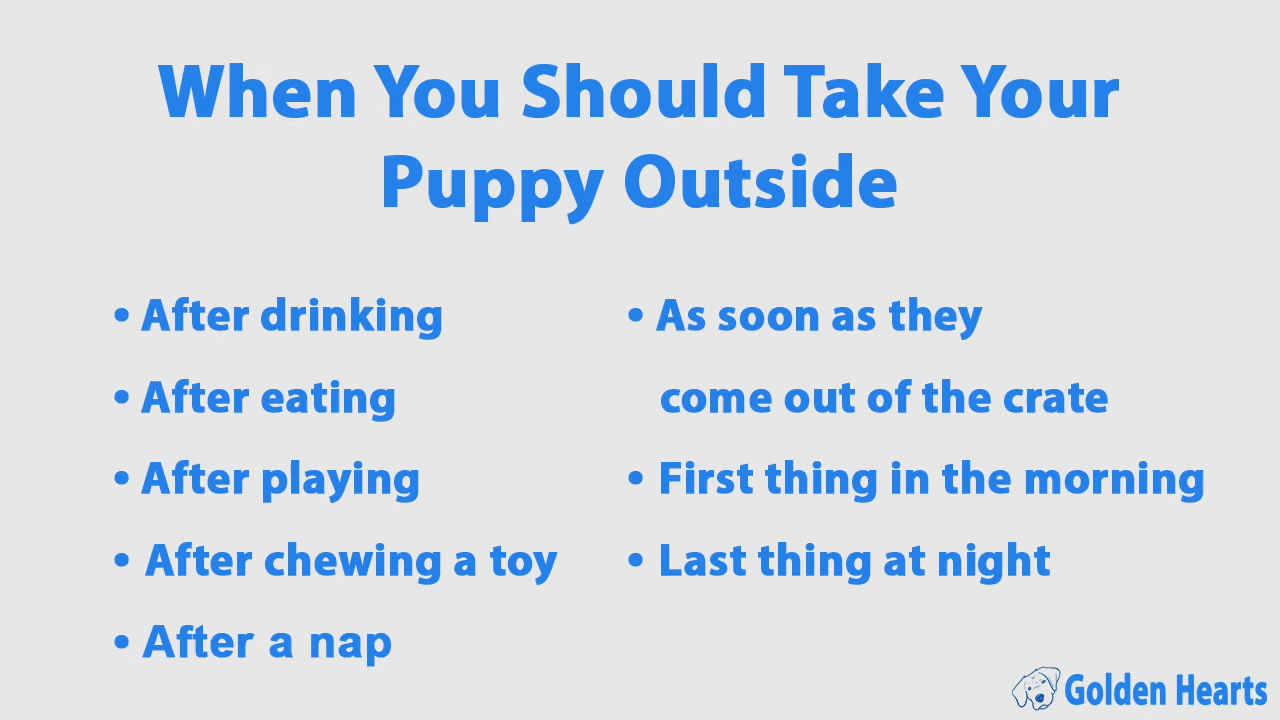 When You Should Take Your
Puppy Outside
• After drinking
• After eating
• After playing
• After chewing a toy
• After a nap
• As soon as they
come out of the crate
• First thing in the morning
• Last thing at night
Golden Hearts